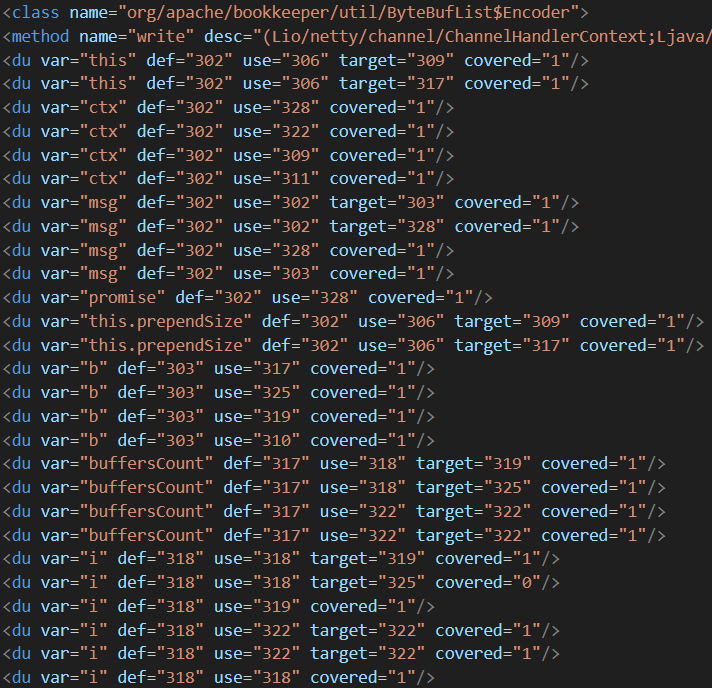 <class name="org/apache/bookkeeper/util/ByteBufList$Encoder">
<method name="write" desc="(Lio/netty/channel/ChannelHandlerContext;Ljava/
<du var="this" def="302" use="306" target="309" covered="1"/>
<du var="this" def="302" use="306" target="317" covered="1"/>
<du var="ctx" def="302" use="328" covered="1"/>
<du var="ctx" def="302" use="322" covered="1"/>
<du var="ctx" def="302" use="309" covered="1"/>
<du var="ctx" def="302" use="311" covered="1"/>
<du var="msg" def="302" use="302" target="303" covered="1"/>
<du var="msg" def="302" use="302" target="328" covered="1"/>
<du var="msg" def="302" use="328" covered="1"/>
<du var="msg" def="302" use="303" covered="1"/>
<du var="promise" def="302" use="328" covered="1"/>
<du var="this.prependSize" def="302" use="306" target="309" covered="1"/>
<du var="this.prependSize" def="302" use="306" target="317" covered="1"/>
<du var="b" def="303" use="317" covered="1"/>
<du var="b" def="303" use="325" covered="1"/>
<du var="b" def="303" use="319" covered="1"/>
<du var="b" def="303" use="310" covered="1"/>
<du var="buffersCount" def="317" use="318" target="319" covered="1"/>
<du var="buffersCount" def="317" use="318" target="325" covered="1"/>
<du var="buffersCount" def="317" use="322" target="322" covered="1"/>
<du var="buffersCount" def="317" use="322" target="322" covered="1"/>
<du var="i" def="318" use="318" target="319" covered="1"/>
<du var="i" def="318" use="318" target="325" covered="0"/>
<du var="i" def="318" use="319" covered="1"/>
<du var="i" def="318" use="322" target="322" covered="1"/>
<du var="i" def="318" use="322" target="322" covered="1"/>
<du var="i" def="318" use="318" covered="1"/>